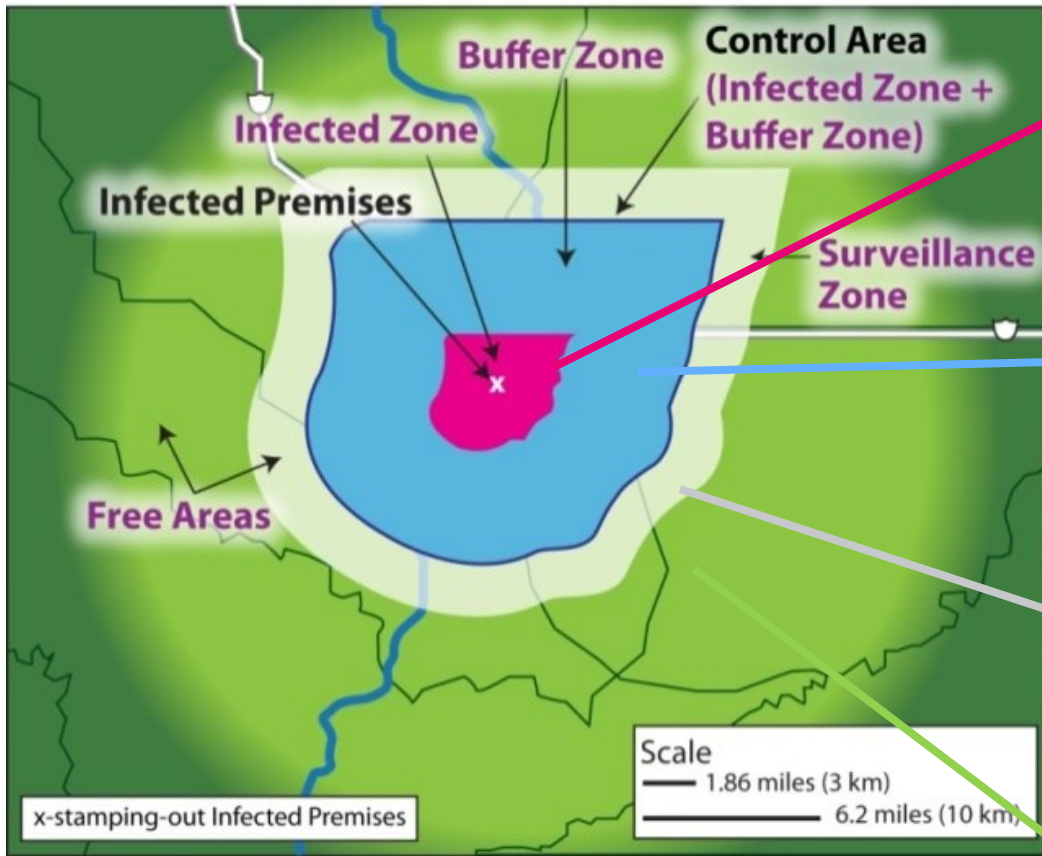 Buffer Zone
Control Area
(Infected Zone +
Buffer Zone)
Infected Zone
Infected Premises
Surveillance
Zone
x
Free Areas
Scale
1.86 miles (3 km)
6.2 miles (10 km)
x-stamping-out Infected Premises